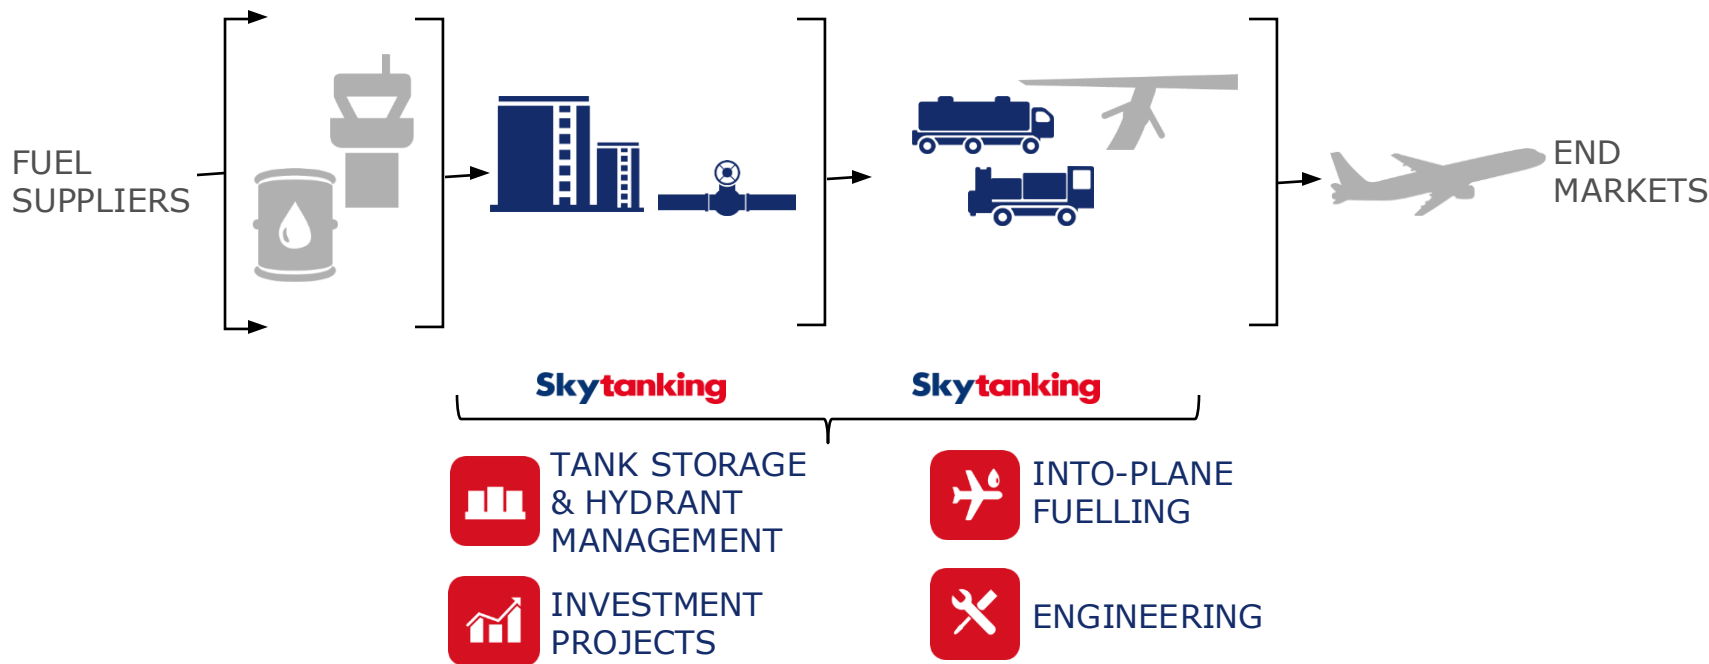 FUEL
SUPPLIERS
END
MARKETS
Skytanking
Skytanking
TANK STORAGE
& HYDRANT
MANAGEMENT
INTO-PLANE
FUELLING
INVESTMENT
PROJECTS
ENGINEERING